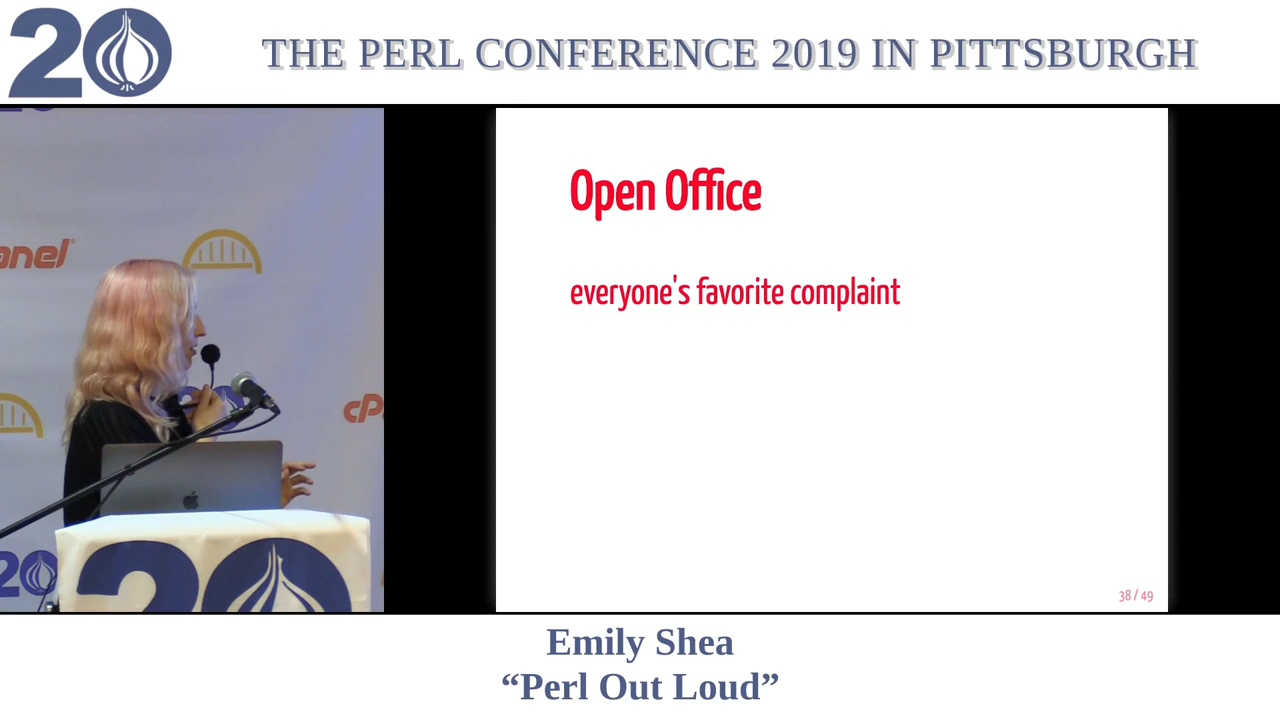 20
THE PERL CONFERENCE 2019 IN PITTSBURGH
anel
cP
20
20
Open Office
everyone's favorite complaint
38 / 49
Emily Shea
“Perl Out Loud”